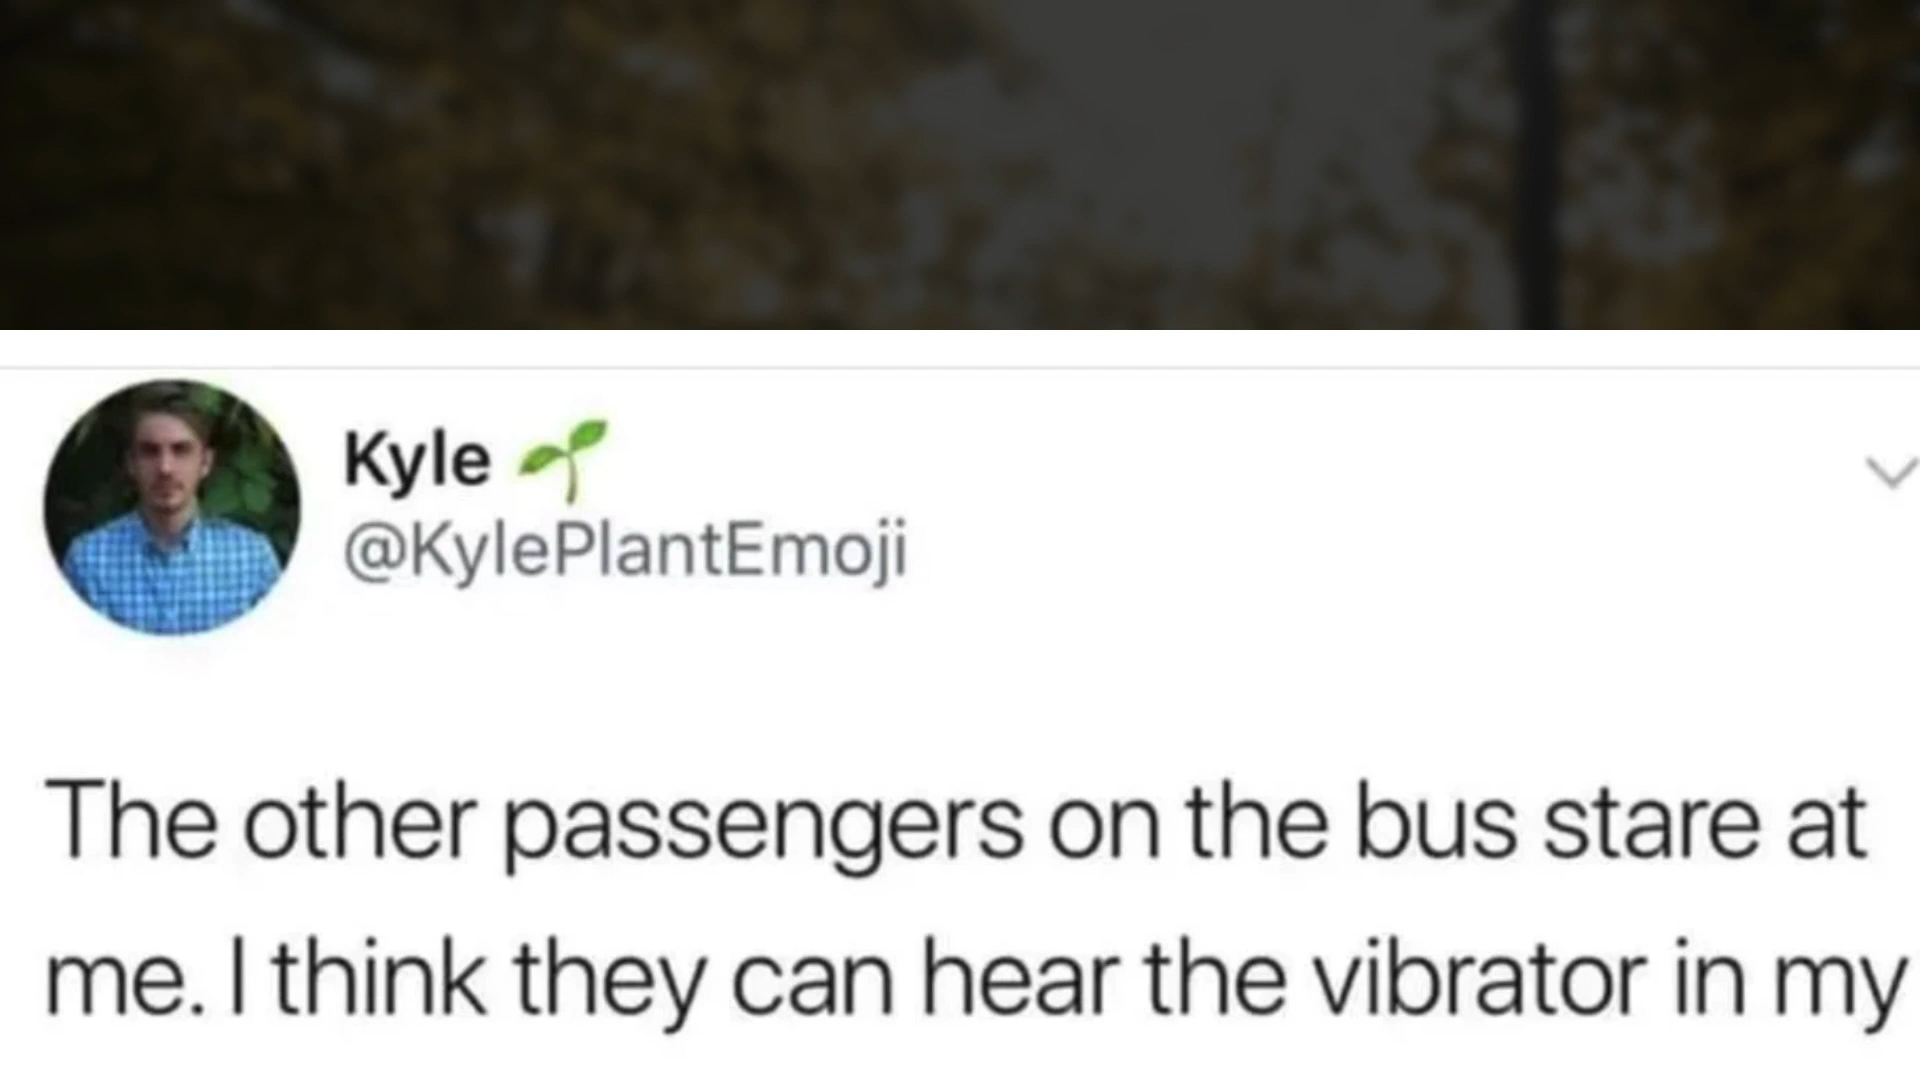 Kyle 🌱
@KylePlantEmoji
The other passengers on the bus stare at
me. I think they can hear the vibrator in my